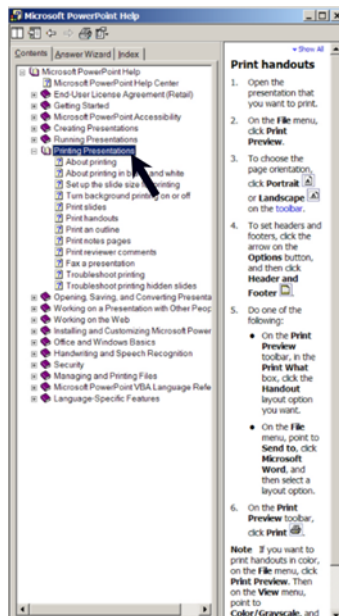 Microsoft PowerPoint Help
Contents Answer Wizard Index
Microsoft PowerPoint Help
Microsoft PowerPoint Help Center
End-User License Agreement (Retail)
Getting Started
Microsoft PowerPoint Accessibility
Creating Presentations
Running Presentations
Printing Presentations
About printing
About printing in black and white
Set up the slide size for printing
Turn background printing on or off
Print slides
Print handouts
Print an outline
Print notes pages
Print reviewer comments
Fax a presentation
Troubleshoot printing
Troubleshoot printing hidden slides
Opening, Saving, and Converting Presenta
Working on a Presentation with Other Peop
Working on the Web
Installing and Customizing Microsoft Power
Office and Windows Basics
Handwriting and Speech Recognition
Security
Managing and Printing Files
Microsoft PowerPoint VBA Language Refe
Language-Specific Features
Show All
Print handouts
1. Open the
presentation that
you want to print.
2. On the File menu,
click Print
Preview.
3. To choose the
page orientation,
click Portrait
or Landscape
on the toolbar.
4. To set headers and
footers, click the
arrow on the
Options button,
and then click
Header and
Footer.
5. Do one of the
following:
• On the Print
Preview
toolbar, in the
Print What
box, click the
Handout
layout option
you want.
• On the File
menu, point to
Send to, click
Microsoft
Word, and
then select a
layout option.
6. On the Print
Preview toolbar,
click Print.
Note If you want to
print handouts in color,
on the File menu, click
Print Preview. Then
on the View menu,
point to
Color/Grayscale, and